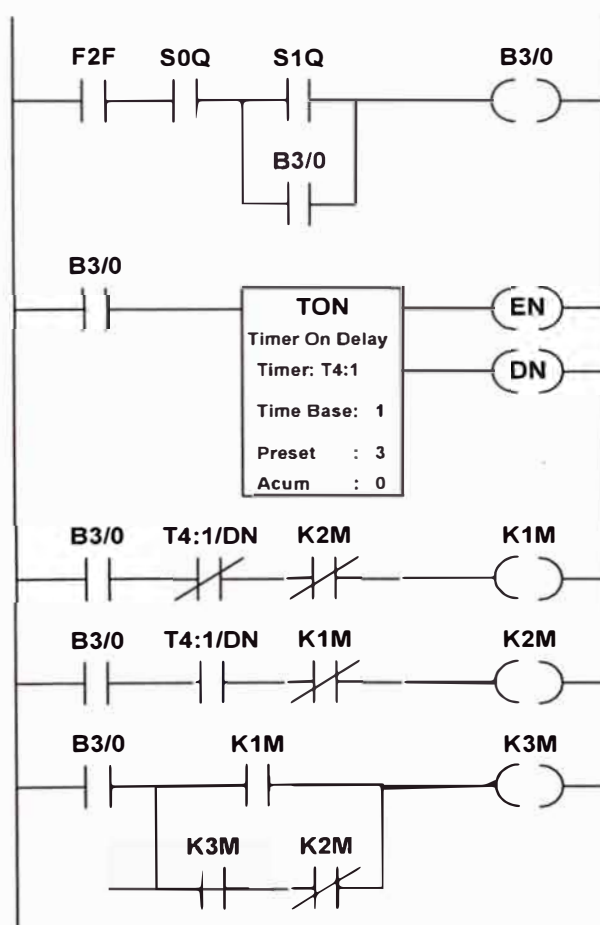 F2F S0Q S1Q B3/0
B3/0
B3/0
TON EN
Timer On Delay
Timer: T4:1 DN
Time Base: 1
Preset : 3
Acum : 0
B3/0 T4:1/DN K2M K1M
B3/0 T4:1/DN K1M K2M
B3/0 K1M K3M
K3M K2M